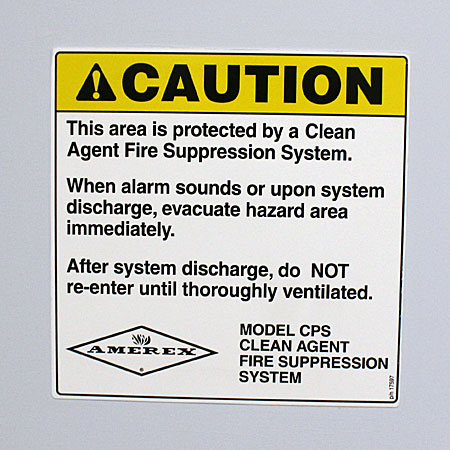 CAUTION
This area is protected by a Clean
Agent Fire Suppression System.
When alarm sounds or upon system
discharge, evacuate hazard area
immediately.
After system discharge, do NOT
re-enter until thoroughly ventilated.
AMEREX
®
MODEL CPS
CLEAN AGENT
FIRE SUPPRESSION
SYSTEM
p/n 17597